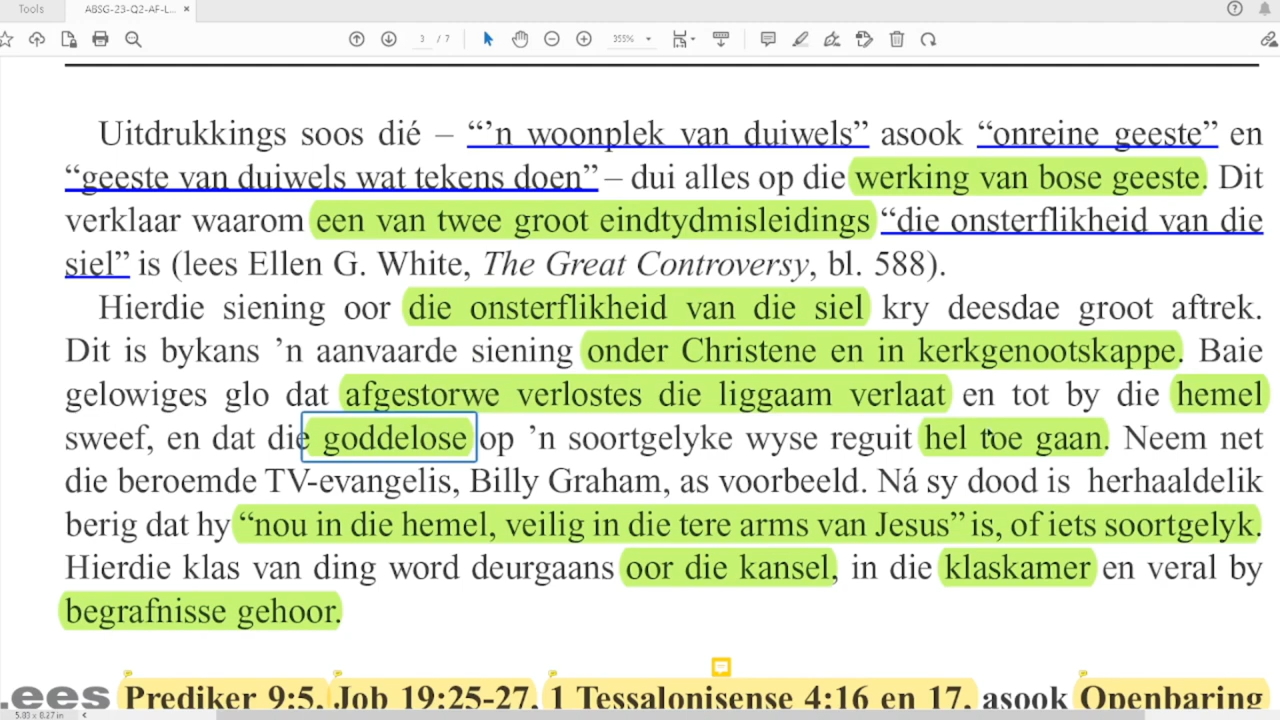 Tools
ABSG-23-Q2-AF-L... ×
3 / 7
355%
Uitdrukkings soos dié – “’n woonplek van duiwels” asook “onreine geeste” en
“geeste van duiwels wat tekens doen” – dui alles op die werking van bose geeste. Dit
verklaar waarom een van twee groot eindtydmisleidings “die onsterflikheid van die
siel” is (lees Ellen G. White, The Great Controversy, bl. 588).
Hierdie siening oor die onsterflikheid van die siel kry deesdae groot aftrek.
Dit is bykans ’n aanvaarde siening onder Christene en in kerkgenootskappe. Baie
gelowiges glo dat afgestorwe verlostes die liggaam verlaat en tot by die hemel
sweef, en dat die goddelose op ’n soortgelyke wyse reguit hel toe gaan. Neem net
die beroemde TV-evangelis, Billy Graham, as voorbeeld. Ná sy dood is herhaaldelik
berig dat hy “nou in die hemel, veilig in die tere arms van Jesus” is, of iets soortgelyk.
Hierdie klas van ding word deurgaans oor die kansel, in die klaskamer en veral by
begrafnisse gehoor.
Lees Prediker 9:5, Job 19:25-27, 1 Tessalonisense 4:16 en 17, asook Openbaring
5.83 x 8.27 in